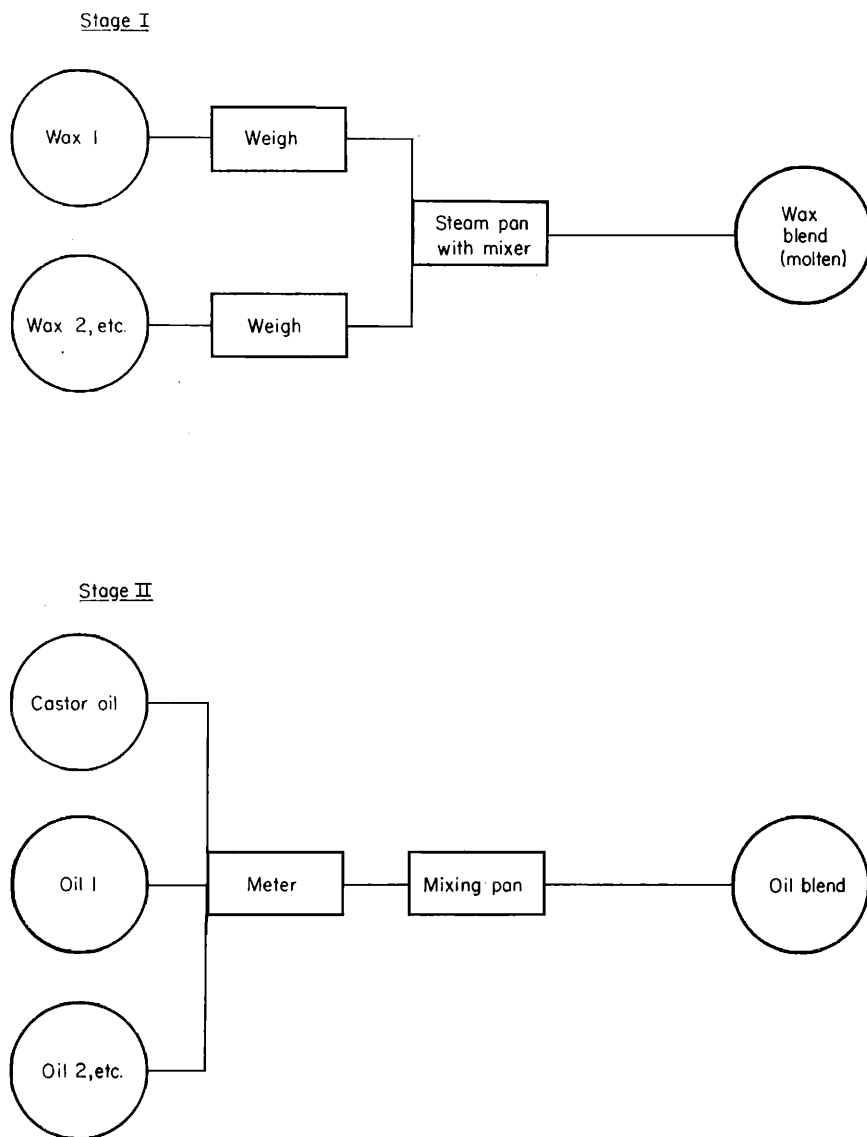 Stage I
Wax 1
Weigh
Steam pan
with mixer
Wax
blend
(molten)
Wax 2, etc.
Weigh
Stage II
Castor oil
Oil 1
Meter
Mixing pan
Oil blend
Oil 2, etc.